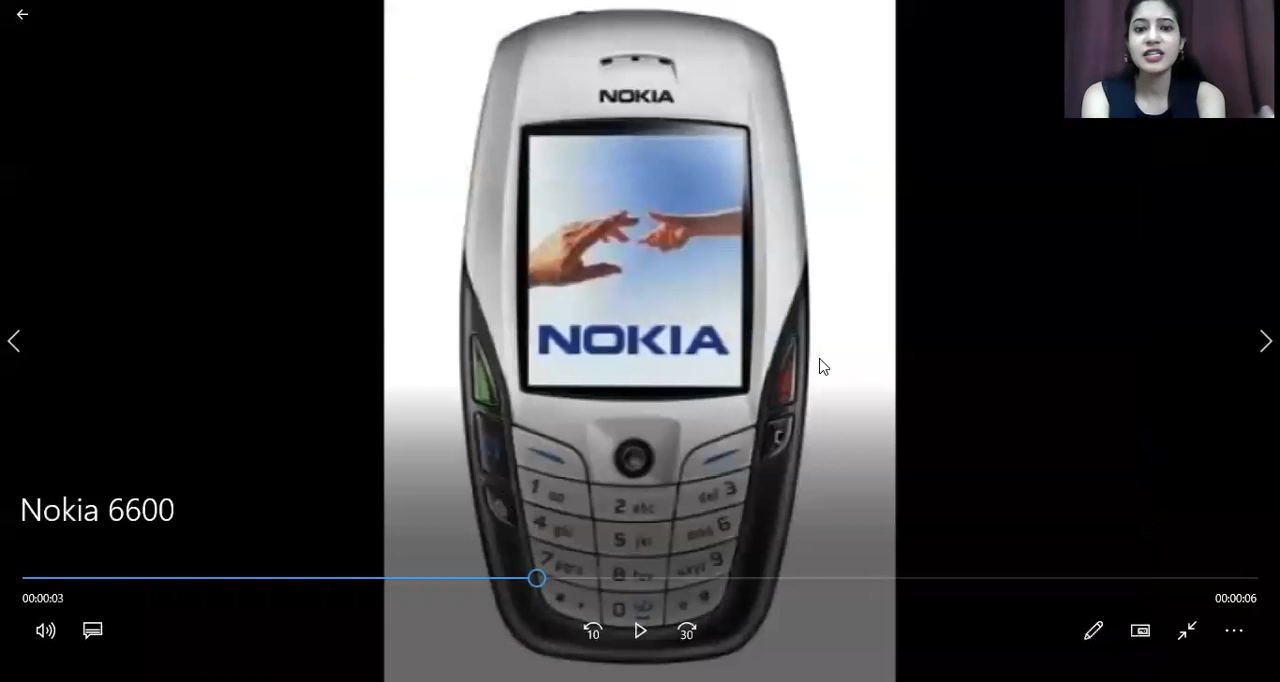 NOKIA
NOKIA
1
2 abc
def 3
4 ghi
5 jkl
mno 6
7 pqrs
8 tuv
wxyz 9
0
Nokia 6600
00:00:03
00:00:06
10
30